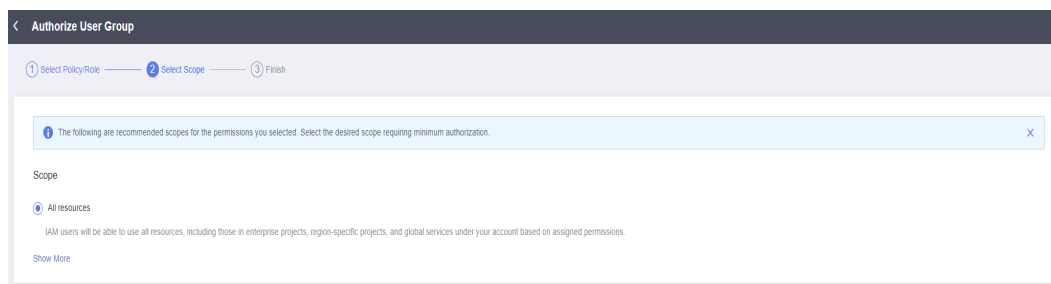 Authorize User Group
1 Select Policy/Role 2 Select Scope 3 Finish
The following are recommended scopes for the permissions you selected. Select the desired scope requiring minimum authorization.
Scope
All resources
IAM users will be able to use all resources, including those in enterprise projects, region-specific projects, and global services under your account based on assigned permissions.
Show More